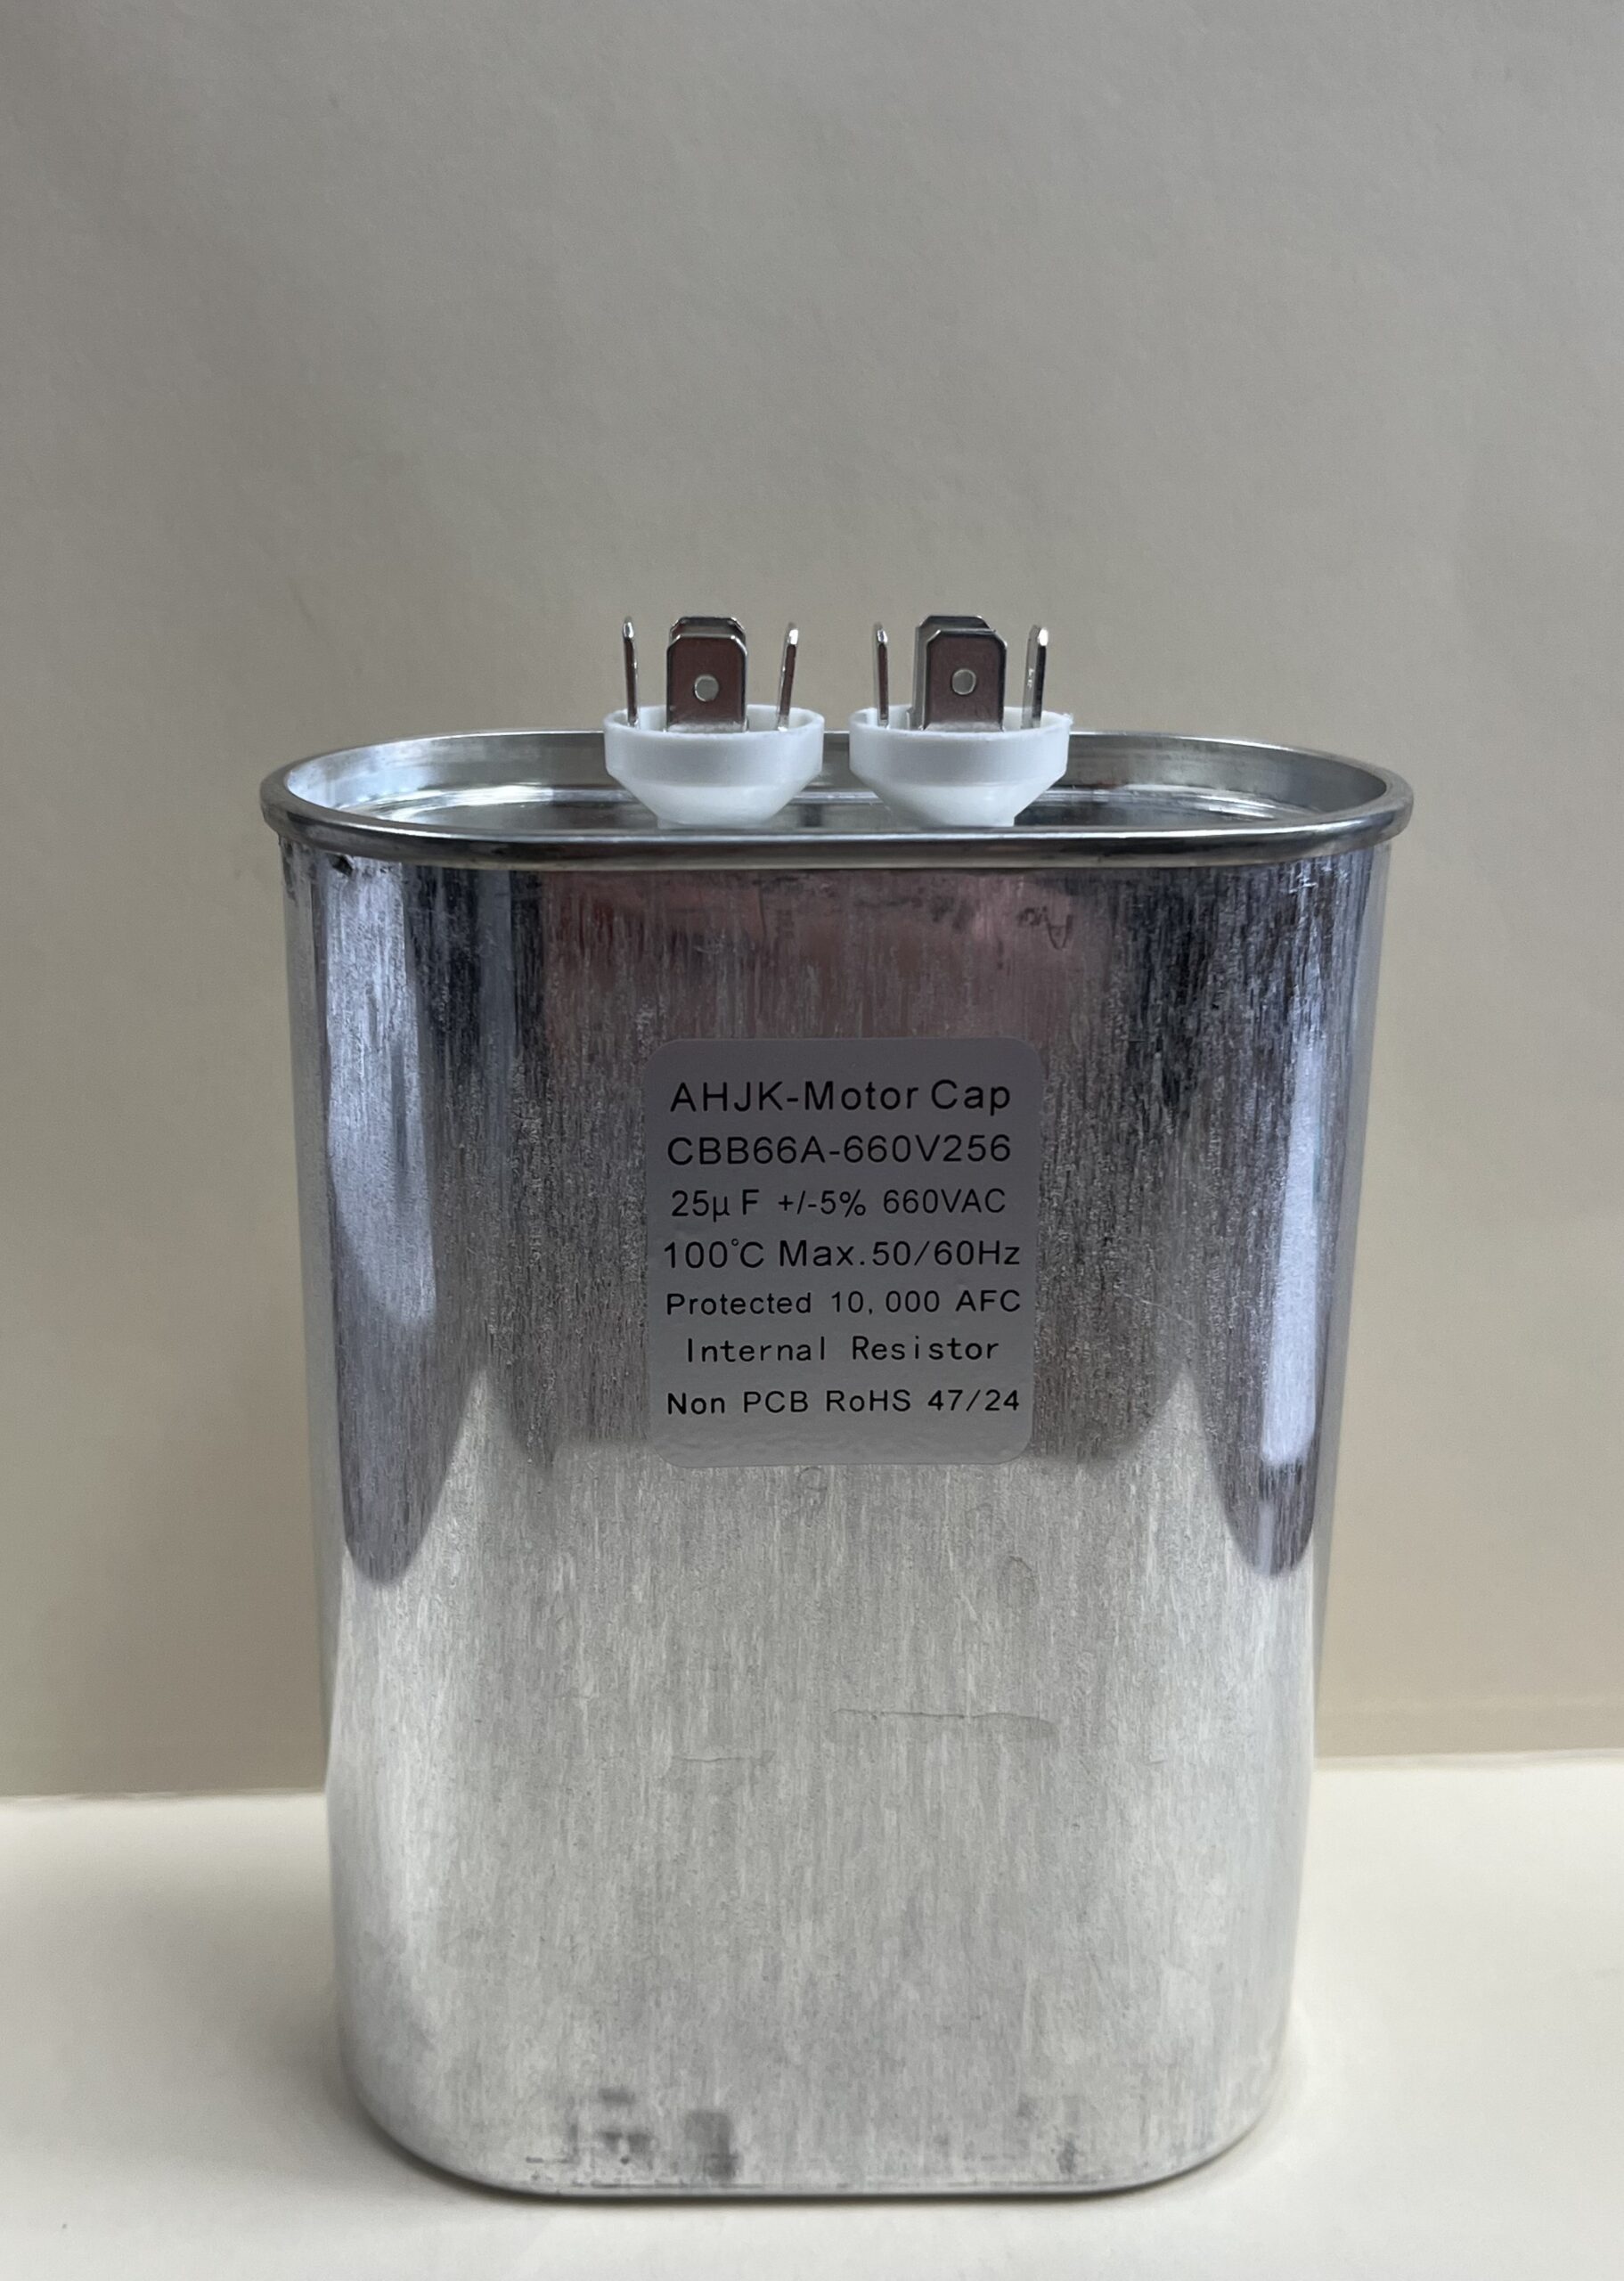 AHJK-Motor Cap
CBB66A-660V256
25μF +/-5% 660VAC
100°C Max.50/60Hz
Protected 10,000 AFC
Internal Resistor
Non PCB RoHS 47/24